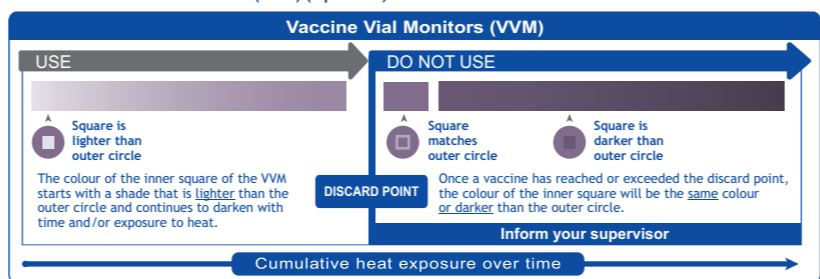 Vaccine Vial Monitors (VVM)
USE
DO NOT USE
Square is
lighter than
outer circle
Square
matches
outer circle
Square is
darker than
outer circle
The colour of the inner square of the VVM
starts with a shade that is lighter than the
outer circle and continues to darken with
time and/or exposure to heat.
DISCARD POINT
Once a vaccine has reached or exceeded the discard point,
the colour of the inner square will be the same colour
or darker than the outer circle.
Inform your supervisor
Cumulative heat exposure over time